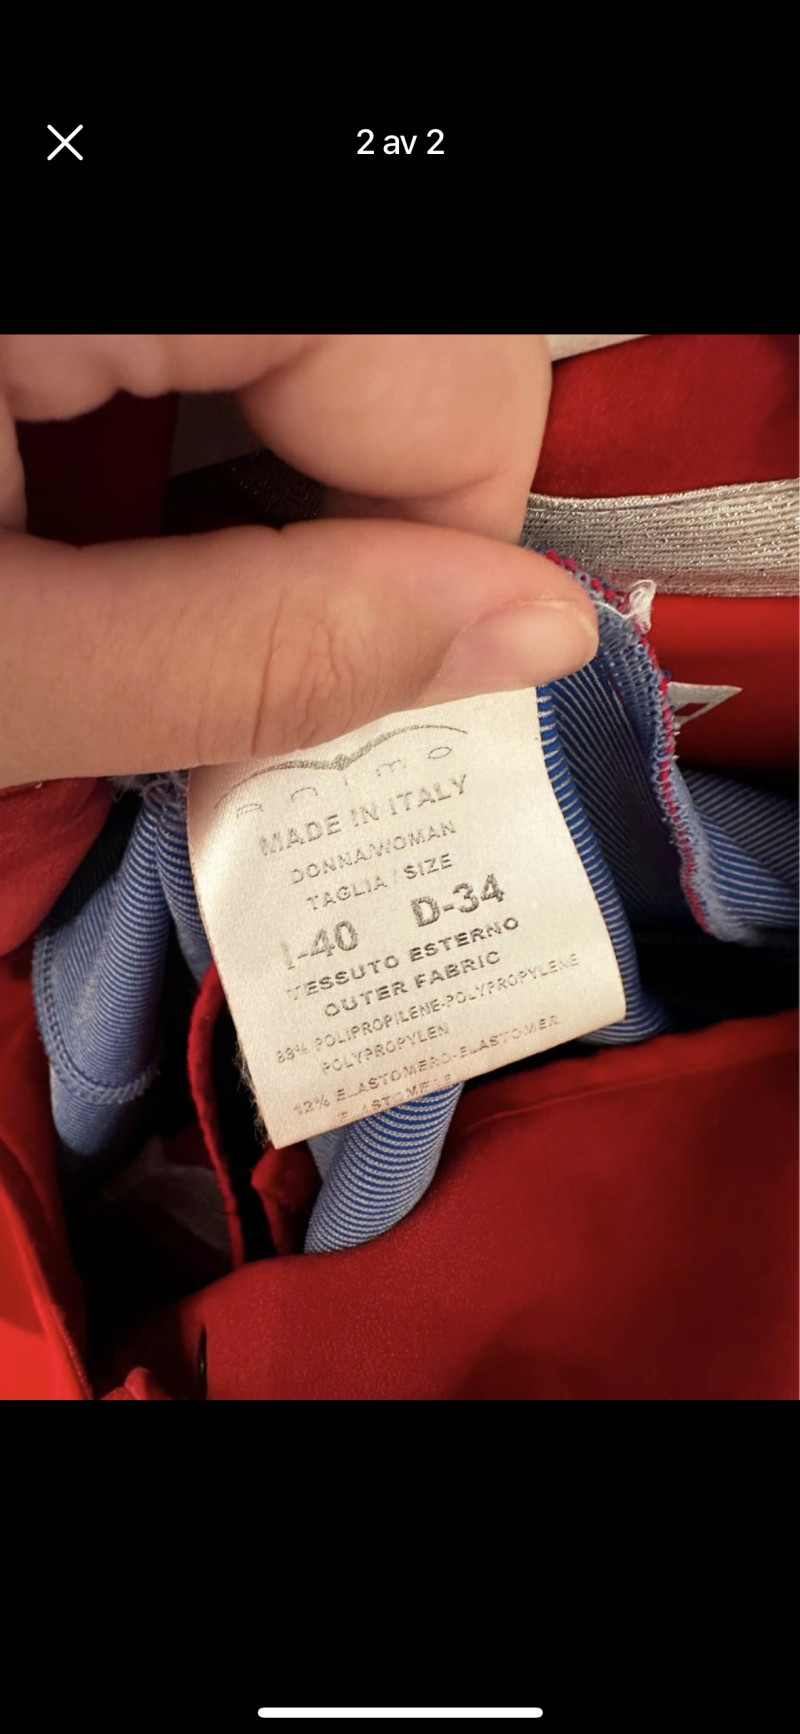 2 av 2
animo
MADE IN ITALY
DONNA/WOMAN
TAGLIA / SIZE
I-40 D-34
TESSUTO ESTERNO
OUTER FABRIC
POLIPROPILENE-POLYPROPYLENE
POLYPROPYLEN
12% ELASTOMERO-ELASTOMER
ELASTOMERE